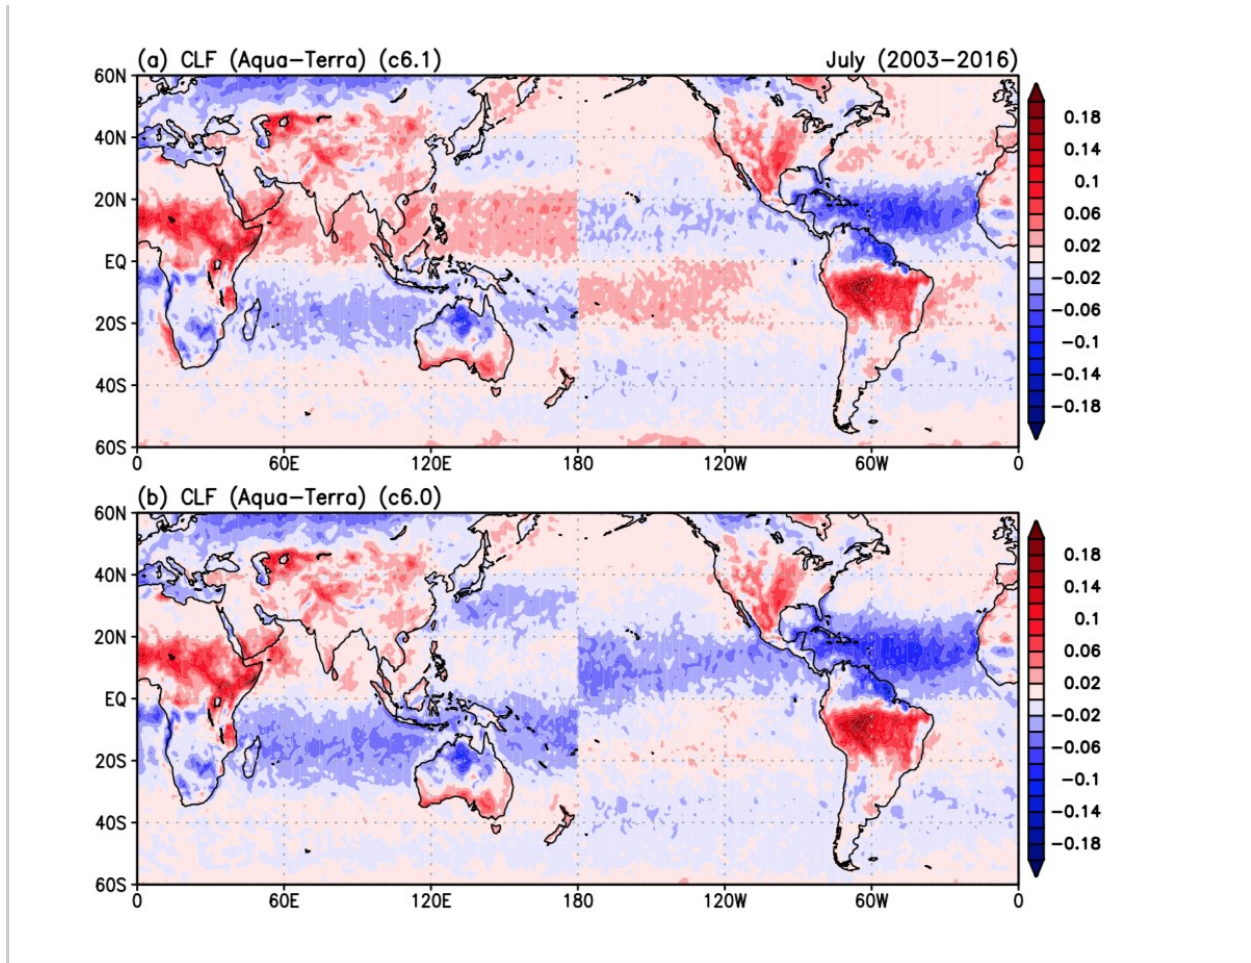 (a) CLF (Aqua-Terra) (c6.1) July (2003-2016)
60N
40N
20N
EQ
20S
40S
60S
0 60E 120E 180 120W 60W 0
0.18
0.14
0.1
0.06
0.02
-0.02
-0.06
-0.1
-0.14
-0.18
(b) CLF (Aqua-Terra) (c6.0)
60N
40N
20N
EQ
20S
40S
60S
0 60E 120E 180 120W 60W 0
0.18
0.14
0.1
0.06
0.02
-0.02
-0.06
-0.1
-0.14
-0.18